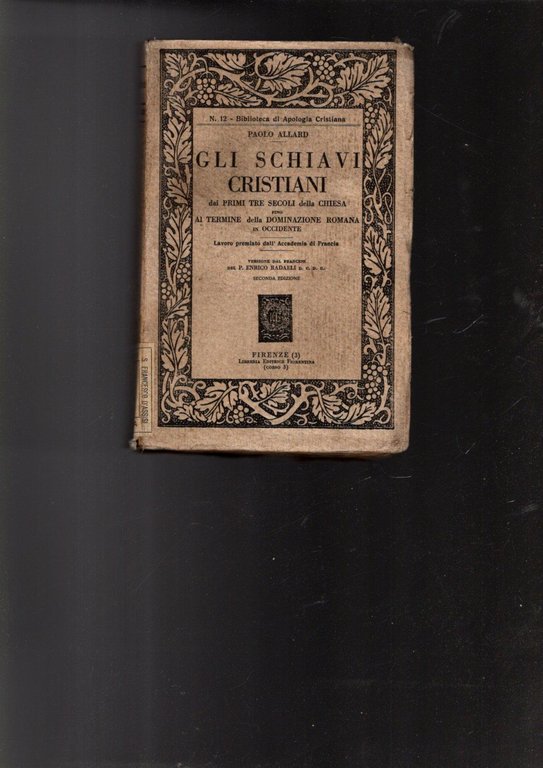 N. 12 - Biblioteca di Apologia Cristiana
PAOLO ALLARD
GLI SCHIAVI
CRISTIANI
dai PRIMI TRE SECOLI della CHIESA
FINO
Al TERMINE della DOMINAZIONE ROMANA
IN OCCIDENTE
Lavoro premiato dall' Accademia di Francia
VERSIONE DAL FRANCESE
DEL P. ENRICO RADAELI D. C. D. G.
SECONDA EDIZIONE
FIRENZE (3)
LIBRERIA EDITRICE FIORENTINA
(CORSO 3)
S. FRANCESCO D'ASSISI